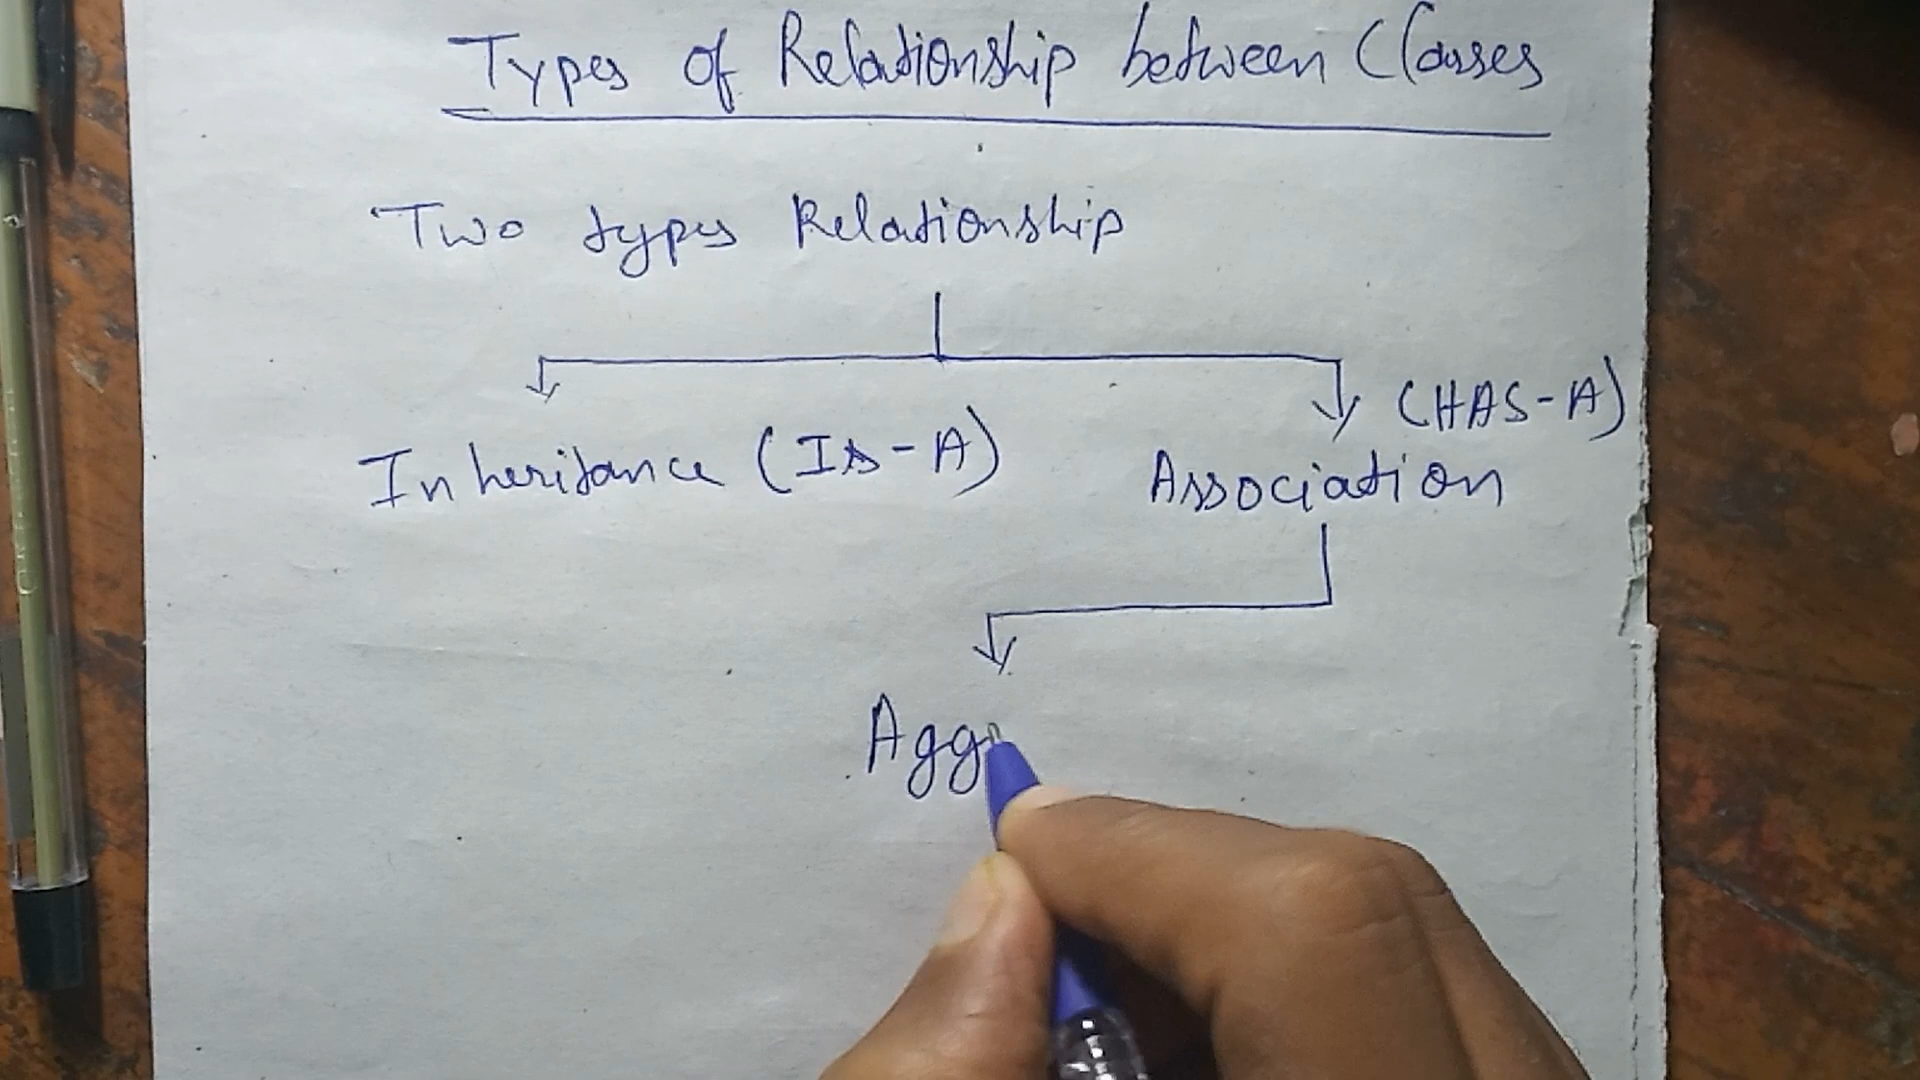 Types of Relationship between Classes
Two types Relationship
(HAS-A)
Inheritance (IS-A)
Association
Agg